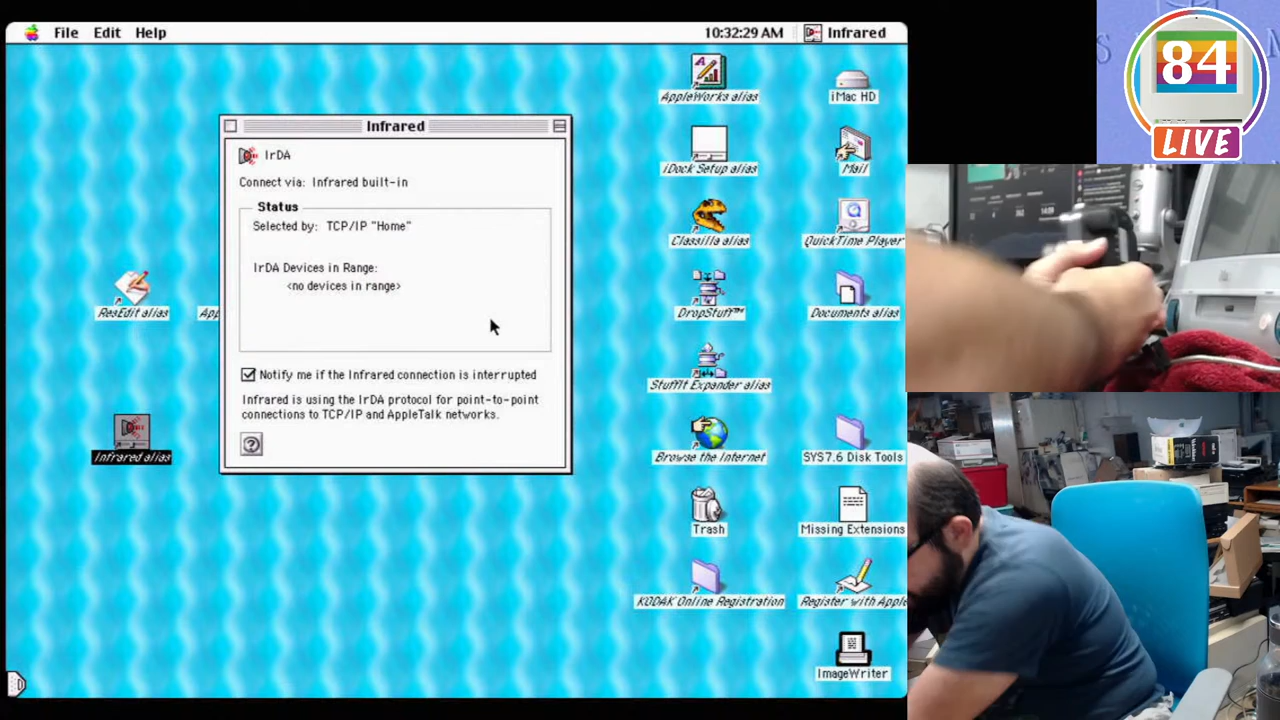 File Edit Help
10:32:29 AM
Infrared
84
LIVE
Infrared
IrDA
Connect via: Infrared built-in
Status
Selected by: TCP/IP "Home"
IrDA Devices in Range:
<no devices in range>
Notify me if the Infrared connection is interrupted
Infrared is using the IrDA protocol for point-to-point
connections to TCP/IP and AppleTalk networks.
?
ResEdit alias
App
Infrared alias
AppleWorks alias
iMac HD
iDock Setup alias
Mail
Classilla alias
QuickTime Player
DropStuff™
Documents alias
StuffIt Expander alias
Browse the Internet
SYS7.6 Disk Tools
Trash
Missing Extensions
KODAK Online Registration
Register with Apple
ImageWriter